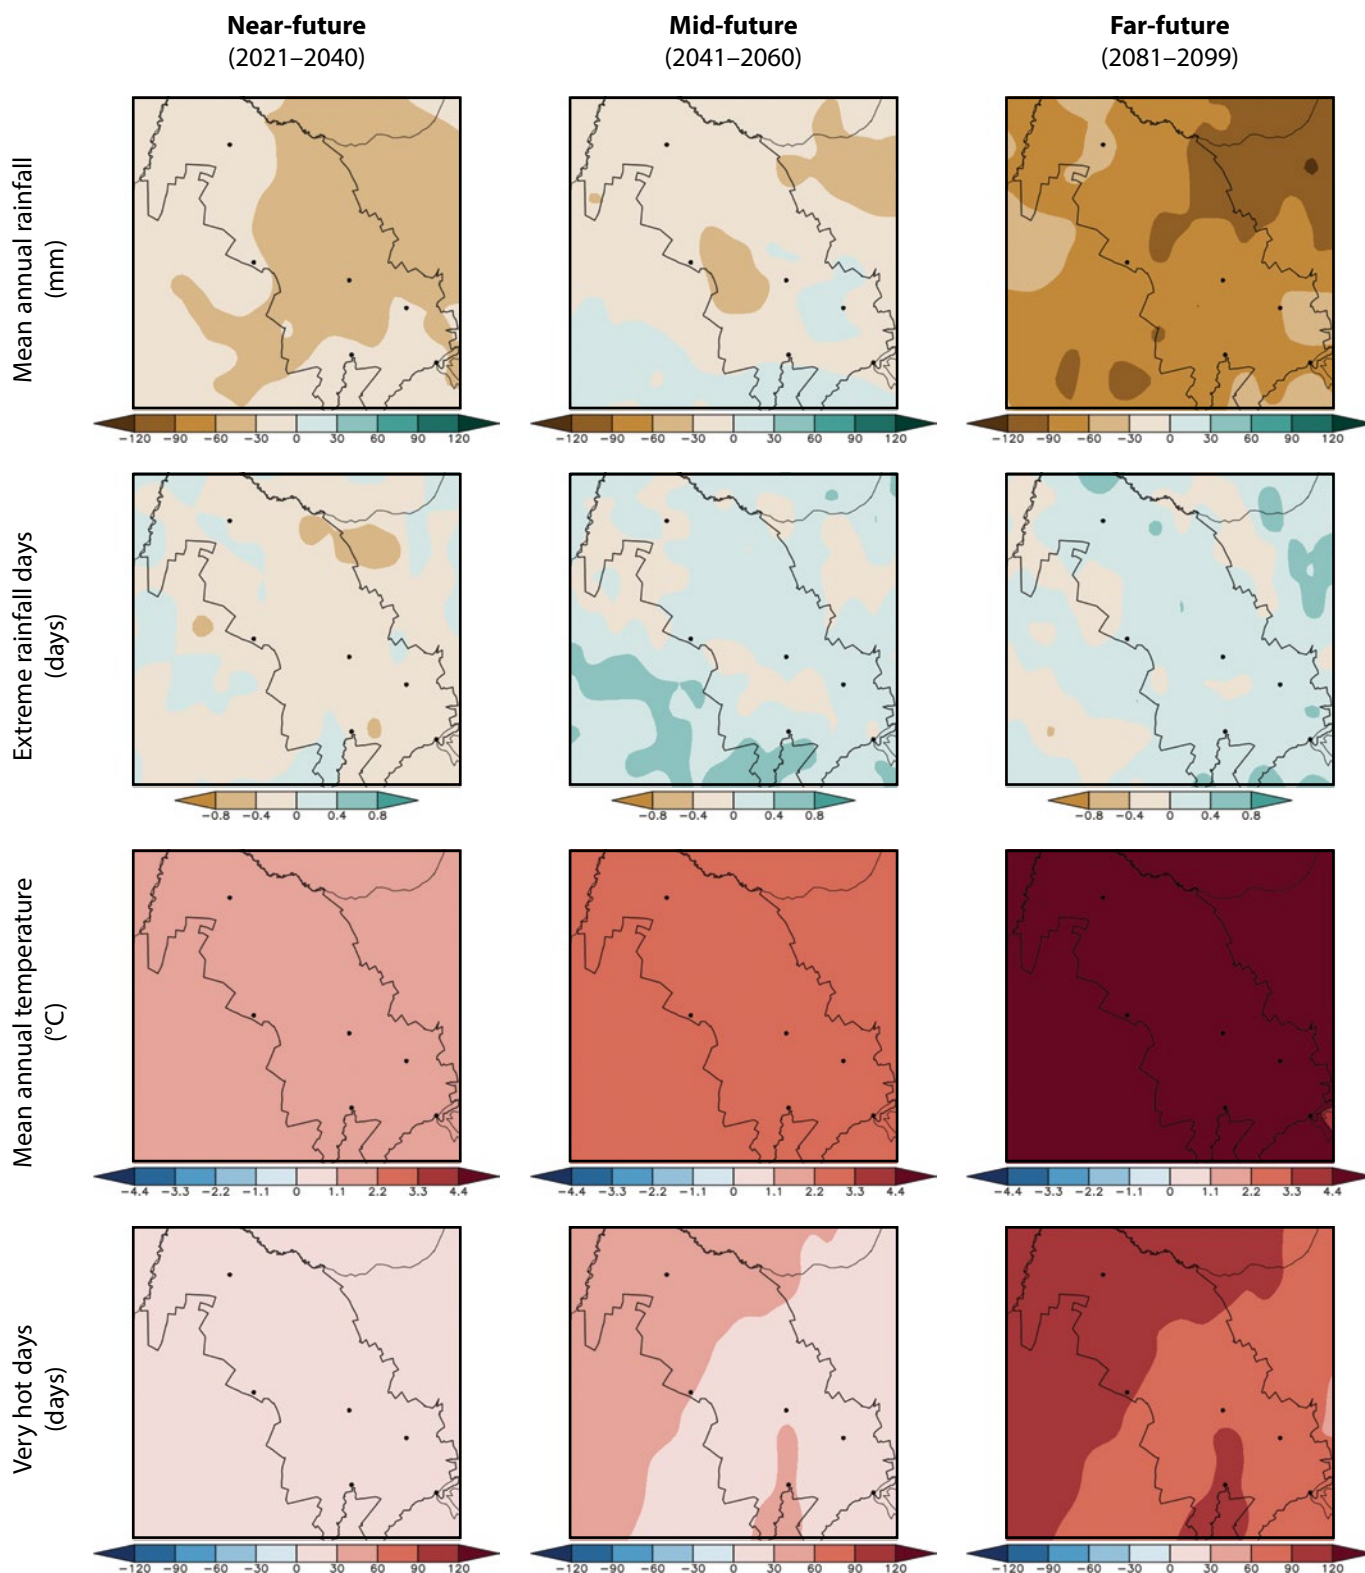 Near-future
(2021–2040)
Mid-future
(2041–2060)
Far-future
(2081–2099)
Mean annual rainfall
(mm)
−120 −90 −60 −30 0 30 60 90 120
−120 −90 −60 −30 0 30 60 90 120
−120 −90 −60 −30 0 30 60 90 120
Extreme rainfall days
(days)
−0.8 −0.4 0 0.4 0.8
−0.8 −0.4 0 0.4 0.8
−0.8 −0.4 0 0.4 0.8
Mean annual temperature
(°C)
−4.4 −3.3 −2.2 −1.1 0 1.1 2.2 3.3 4.4
−4.4 −3.3 −2.2 −1.1 0 1.1 2.2 3.3 4.4
−4.4 −3.3 −2.2 −1.1 0 1.1 2.2 3.3 4.4
Very hot days
(days)
−120 −90 −60 −30 0 30 60 90 120
−120 −90 −60 −30 0 30 60 90 120
−120 −90 −60 −30 0 30 60 90 120